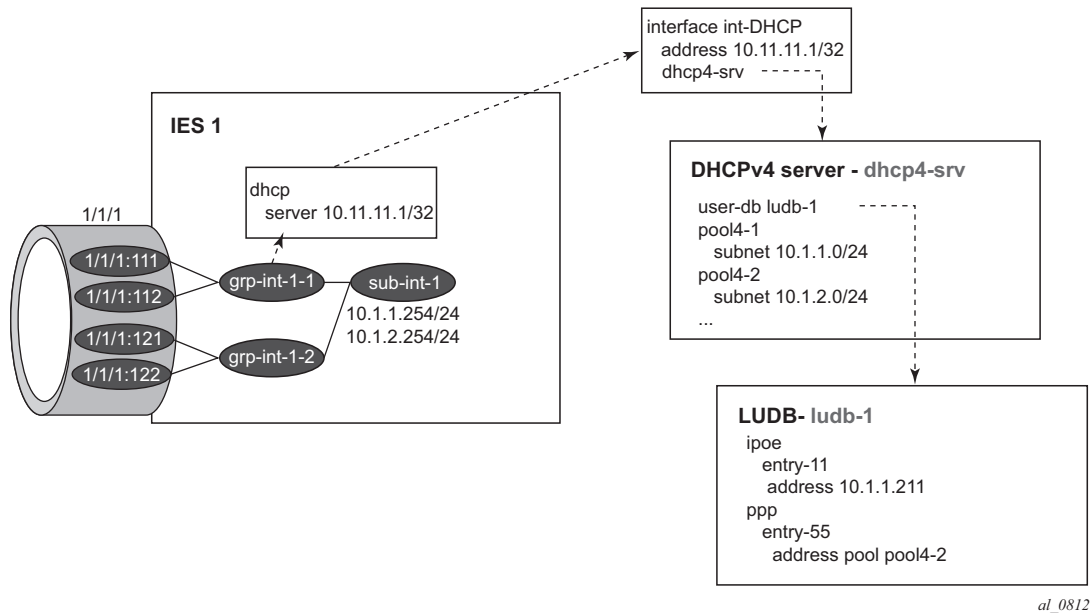 interface int-DHCP
address 10.11.11.1/32
dhcp4-srv
IES 1
dhcp
server 10.11.11.1/32
1/1/1
1/1/1:111
1/1/1:112
1/1/1:121
1/1/1:122
grp-int-1-1
grp-int-1-2
sub-int-1
10.1.1.254/24
10.1.2.254/24
DHCPv4 server - dhcp4-srv
user-db ludb-1
pool4-1
subnet 10.1.1.0/24
pool4-2
subnet 10.1.2.0/24
...
LUDB- ludb-1
ipoe
entry-11
address 10.1.1.211
ppp
entry-55
address pool pool4-2
al_0812